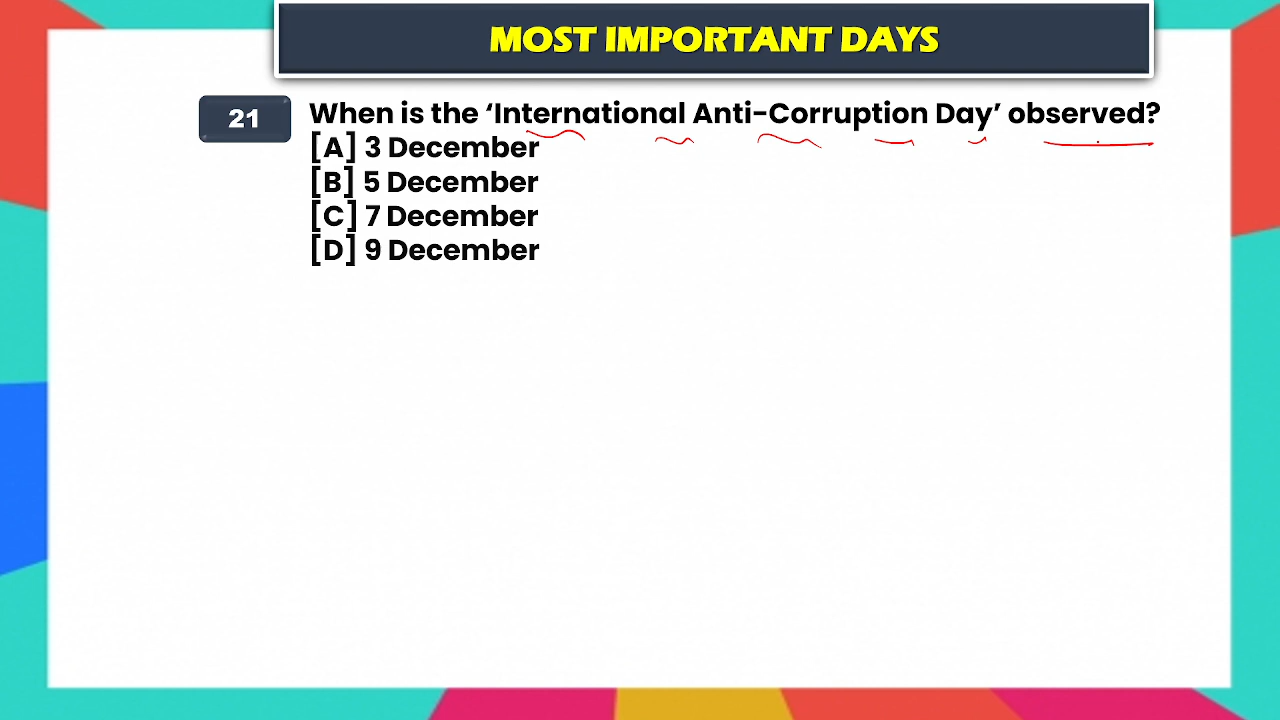 MOST IMPORTANT DAYS
21
When is the ‘International Anti-Corruption Day’ observed?
[A] 3 December
[B] 5 December
[C] 7 December
[D] 9 December